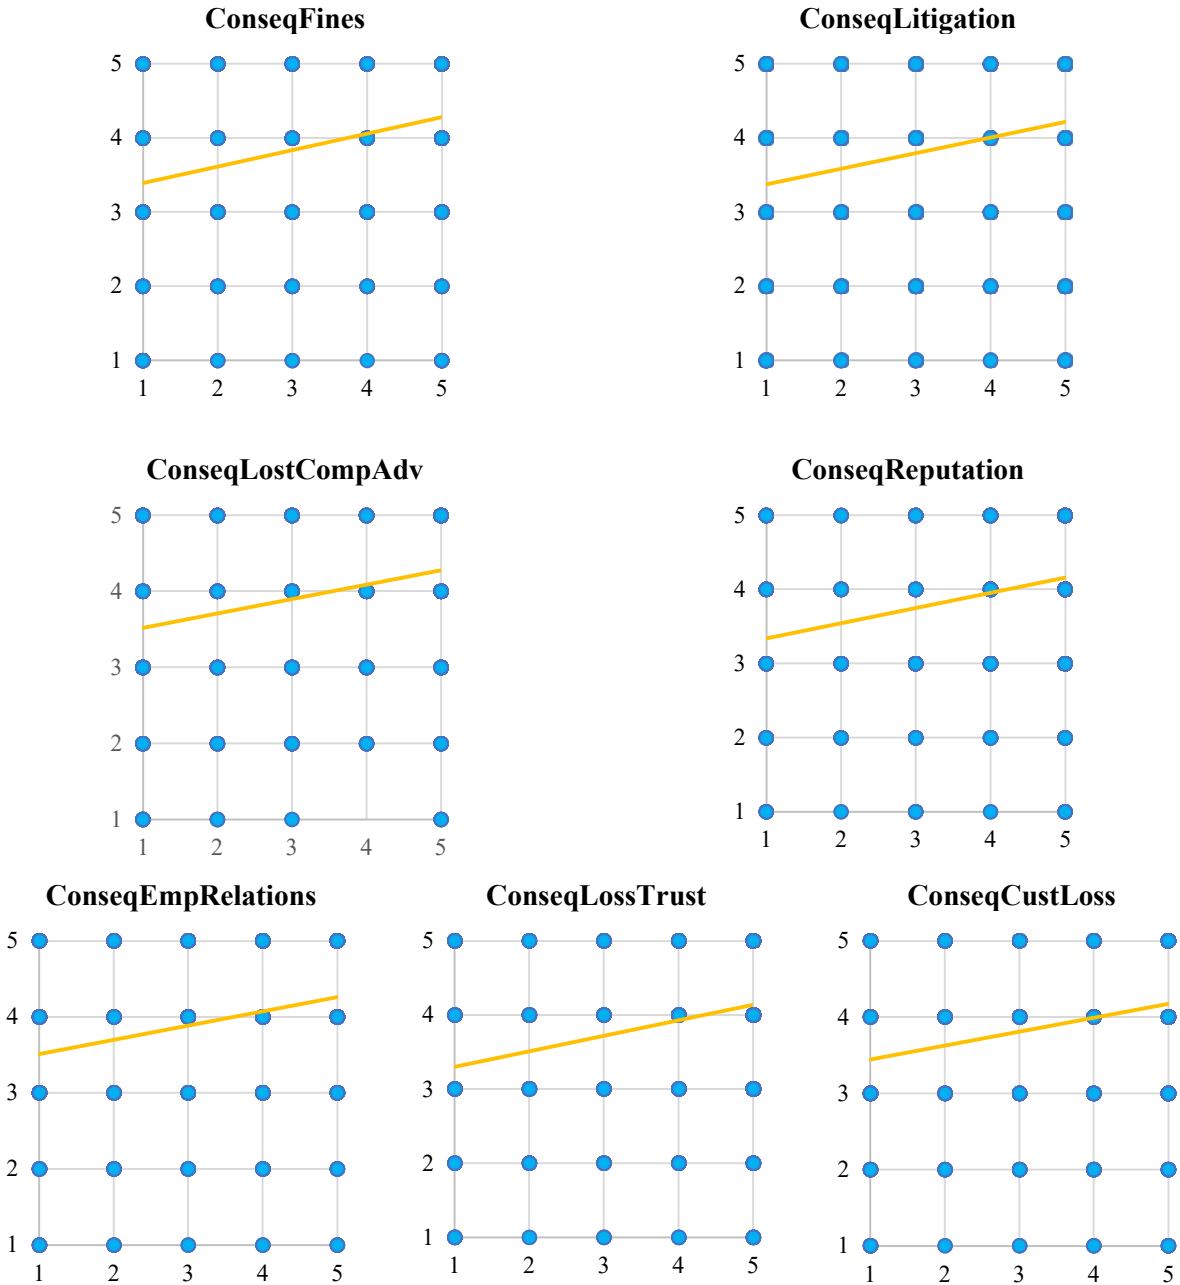 ConseqFines
5
4
3
2
1
1 2 3 4 5
ConseqLitigation
5
4
3
2
1
1 2 3 4 5
ConseqLostCompAdv
5
4
3
2
1
1 2 3 4 5
ConseqReputation
5
4
3
2
1
1 2 3 4 5
ConseqEmpRelations
5
4
3
2
1
1 2 3 4 5
ConseqLossTrust
5
4
3
2
1
1 2 3 4 5
ConseqCustLoss
5
4
3
2
1
1 2 3 4 5